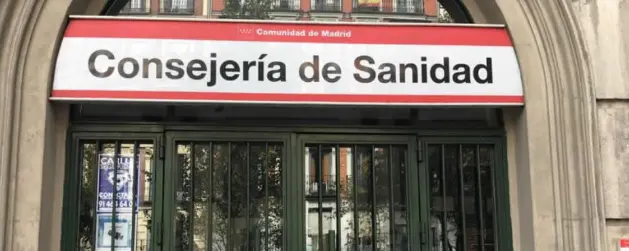 Comunidad de Madrid
Consejería de Sanidad